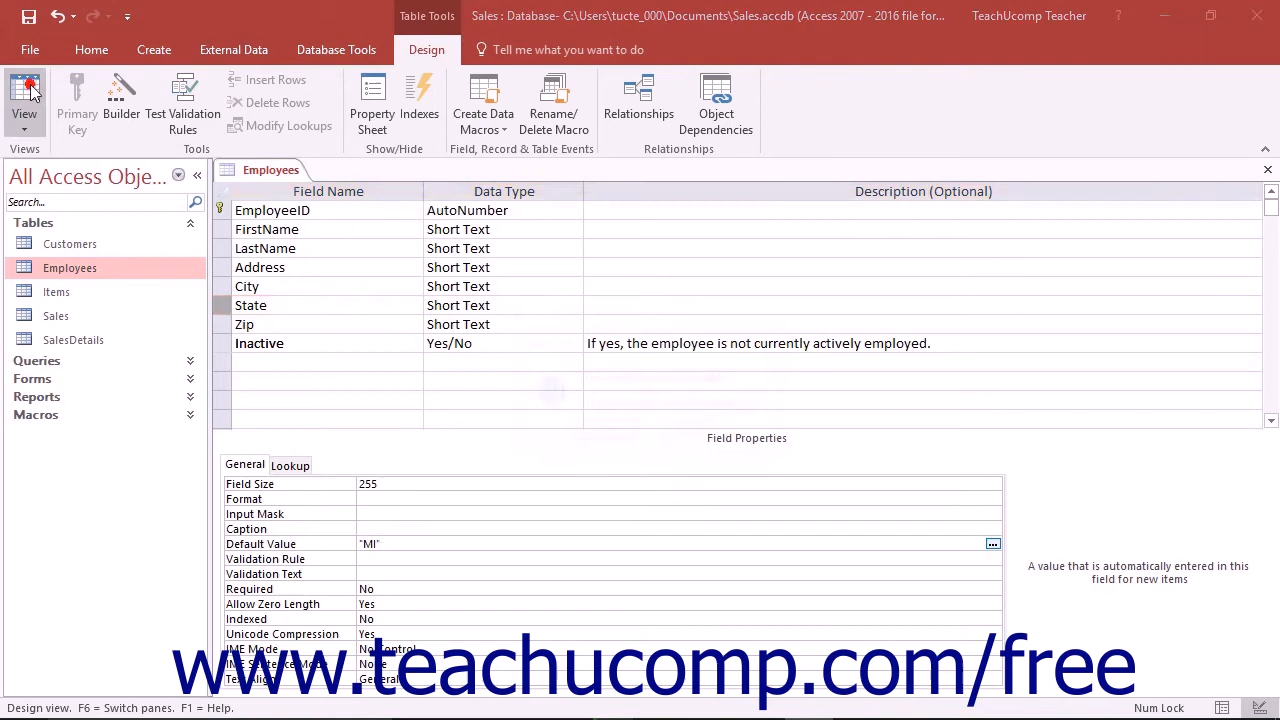 Table Tools
Sales : Database- C:\Users\tucte_000\Documents\Sales.accdb (Access 2007 - 2016 file for...
TeachUcomp Teacher
?
File Home Create External Data Database Tools Design Tell me what you want to do
View
Primary Key
Builder
Test Validation Rules
Insert Rows
Delete Rows
Modify Lookups
Property Sheet
Indexes
Create Data Macros
Rename/ Delete Macro
Relationships
Object Dependencies
Views Tools Show/Hide Field, Record & Table Events Relationships
All Access Obje...
Search...
Tables
Customers
Employees
Items
Sales
SalesDetails
Queries
Forms
Reports
Macros
Employees
Field Name Data Type Description (Optional)
EmployeeID AutoNumber
FirstName Short Text
LastName Short Text
Address Short Text
City Short Text
State Short Text
Zip Short Text
Inactive Yes/No If yes, the employee is not currently actively employed.
Field Properties
General Lookup
Field Size 255
Format
Input Mask
Caption
Default Value "MI"
Validation Rule
Validation Text
Required No
Allow Zero Length Yes
Indexed No
Unicode Compression Yes
IME Mode No Control
IME Sentence Mode None
Text Align General
A value that is automatically entered in this
field for new items
www.teachucomp.com/free
Design view. F6 = Switch panes. F1 = Help.
Num Lock